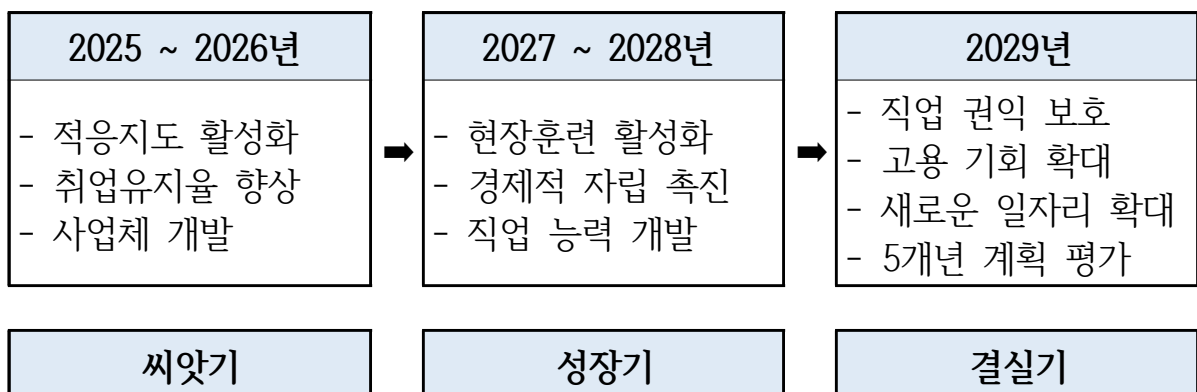 2025 ~ 2026년
- 적응지도 활성화
- 취업유지율 향상
- 사업체 개발
➡
2027 ~ 2028년
- 현장훈련 활성화
- 경제적 자립 촉진
- 직업 능력 개발
➡
2029년
- 직업 권익 보호
- 고용 기회 확대
- 새로운 일자리 확대
- 5개년 계획 평가
씨앗기
성장기
결실기